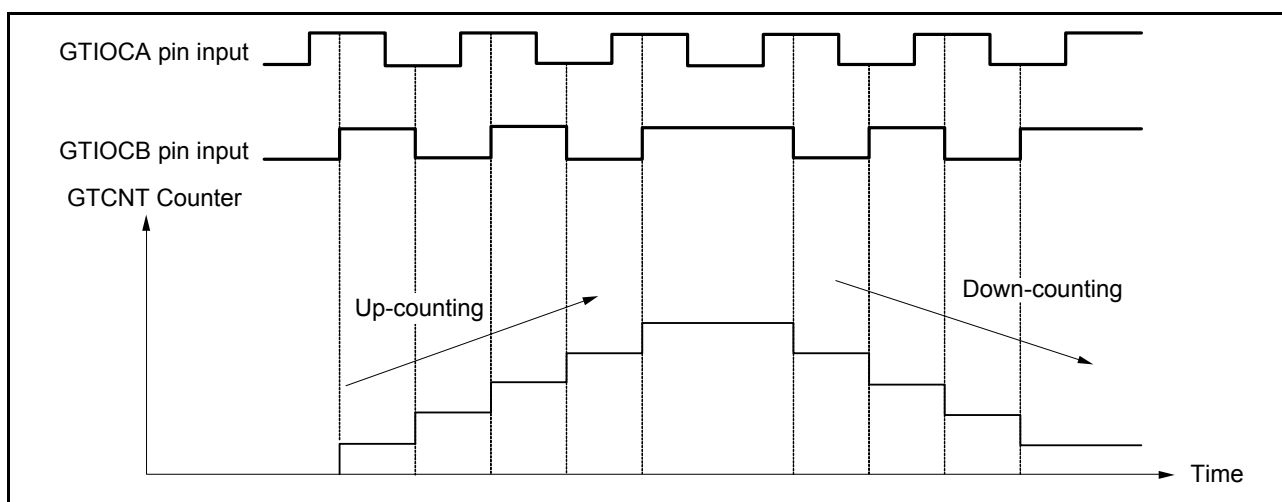 GTIOCA pin input
GTIOCB pin input
GTCNT Counter
Up-counting
Down-counting
Time